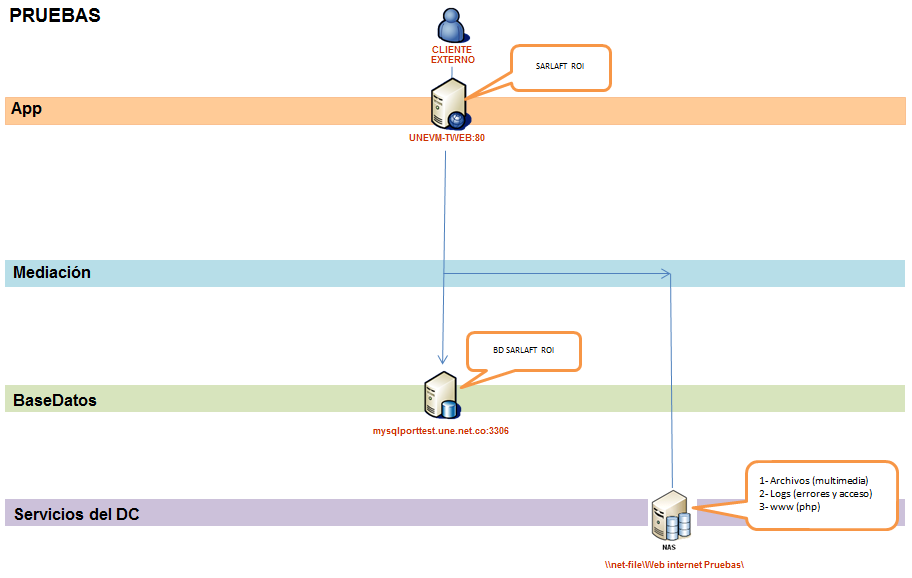 PRUEBAS
CLIENTE
EXTERNO
SARLAFT ROI
App
UNEVM-TWEB:80
Mediación
BD SARLAFT ROI
BaseDatos
mysqlporttest.une.net.co:3306
1- Archivos (multimedia)
2- Logs (errores y acceso)
3- www (php)
Servicios del DC
NAS
\\net-file\Web internet Pruebas\